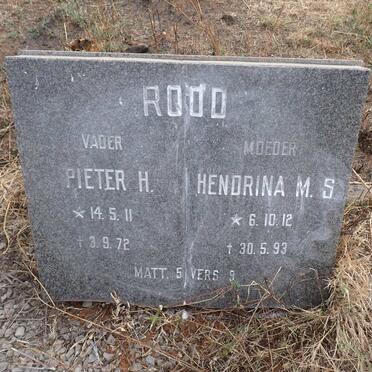 ROOD
VADER
PIETER H.
* 14.5.11
† 3.9.72
MOEDER
HENDRINA M.S.
* 6.10.12
† 30.5.93
MATT. 5 VERS 8